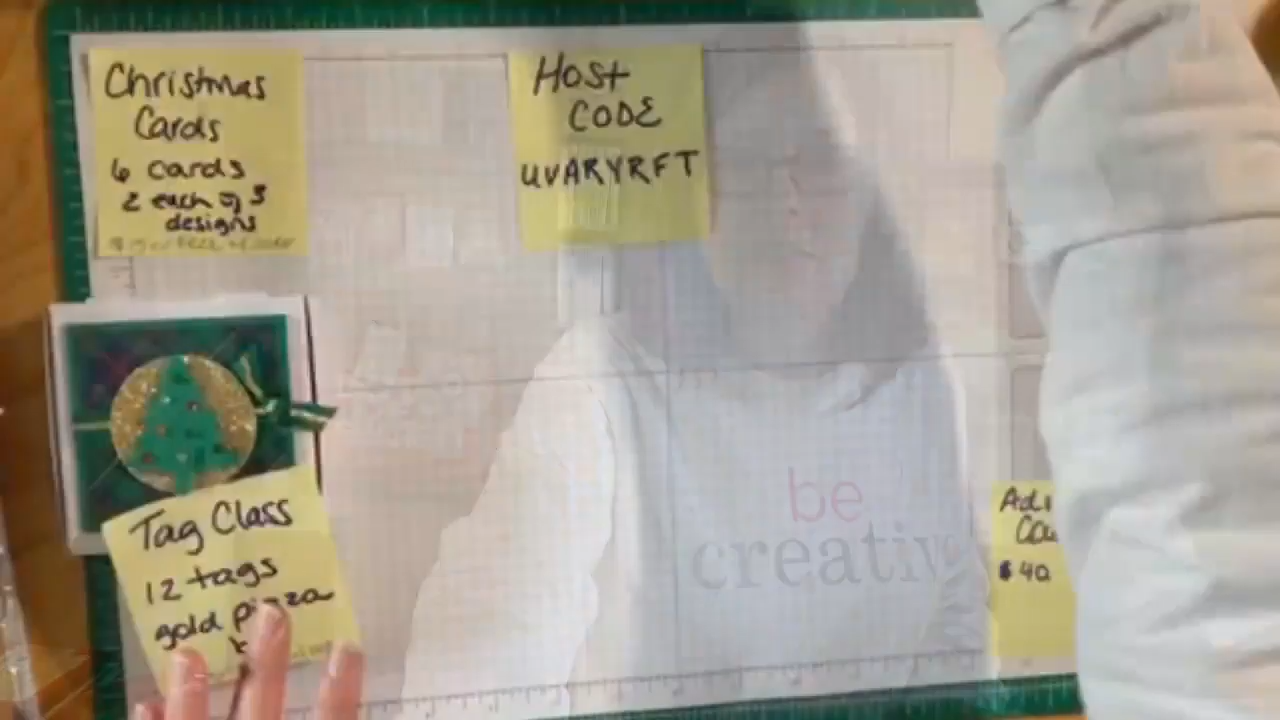 Christmas
Cards
6 cards
2 each of 3
designs
HOST
CODE
UVARYRFT
Tag Class
12 tags
gold pizza
be
creativ
$40